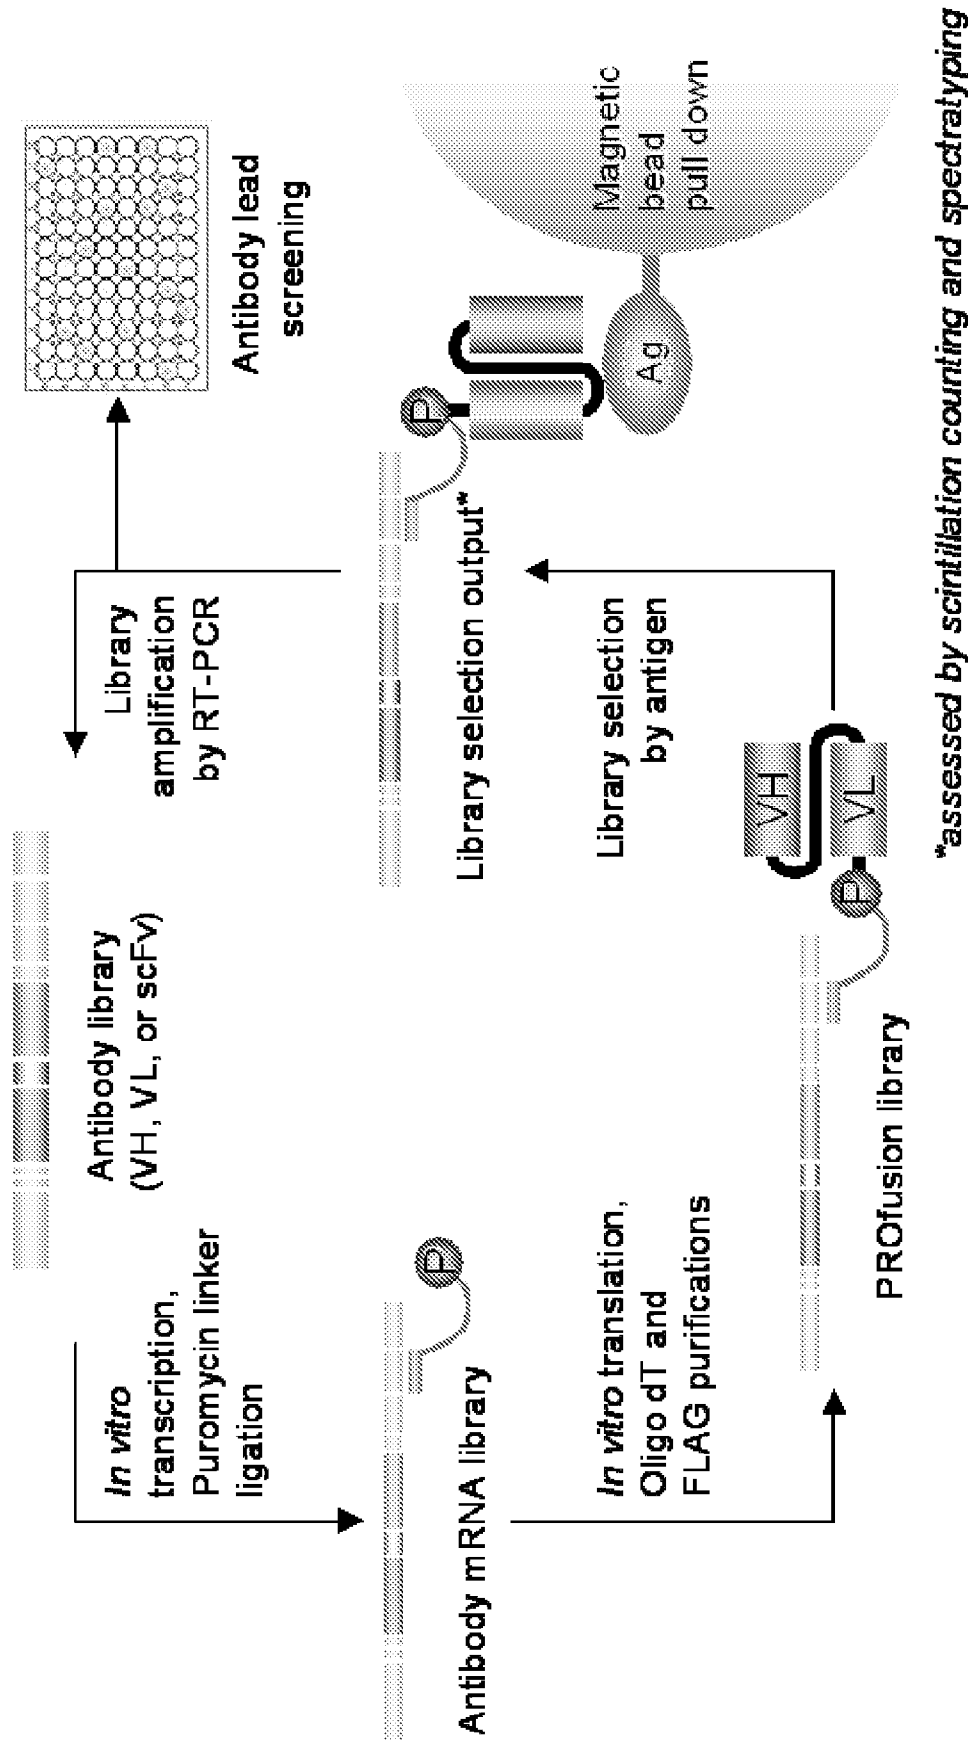 Antibody library
(VH, VL, or scFv)
In vitro
transcription,
Puromycin linker
ligation
P
Antibody mRNA library
In vitro translation,
Oligo dT and
FLAG purifications
PROfusion library
P
VH
VL
Library selection
by antigen
Library selection output*
P
Ag
Magnetic
bead
pull down
Library
amplification
by RT-PCR
Antibody lead
screening
*assessed by scintillation counting and spectratyping